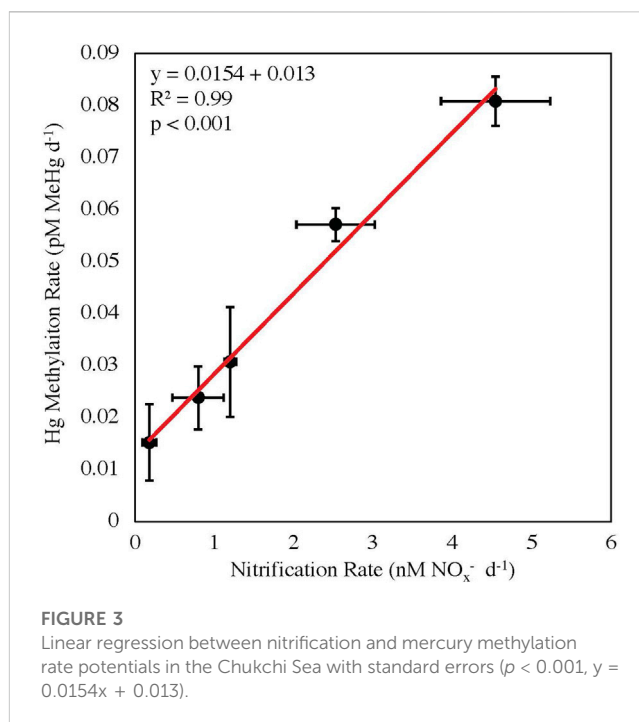 0.09
0.08
0.07
0.06
0.05
0.04
0.03
0.02
0.01
0
y = 0.0154 + 0.013
R² = 0.99
p < 0.001
Hg Methylaiton Rate (pM MeHg d⁻¹)
0 1 2 3 4 5 6
Nitrification Rate (nM NOₓ⁻ d⁻¹)
FIGURE 3
Linear regression between nitrification and mercury methylation
rate potentials in the Chukchi Sea with standard errors (p < 0.001, y =
0.0154x + 0.013).